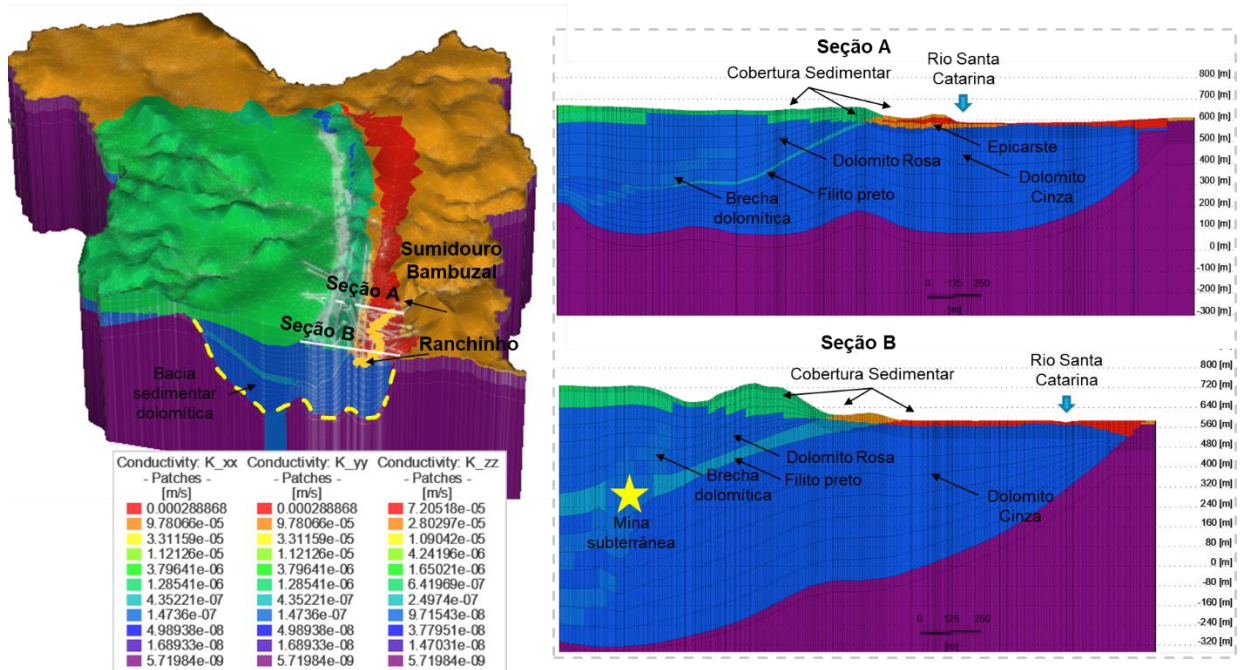 Sumidouro
Bambuzal
Seção A
Seção B
Ranchinho
Bacia
sedimentar
dolomítica
Conductivity: K_xx Conductivity: K_yy Conductivity: K_zz
- Patches - - Patches - - Patches -
[m/s] [m/s] [m/s]
0.000288868 0.000288868 7.20518e-05
9.78066e-05 9.78066e-05 2.80297e-05
3.31159e-05 3.31159e-05 1.09042e-05
1.12126e-05 1.12126e-05 4.24196e-06
3.79641e-06 3.79641e-06 1.65021e-06
1.28541e-06 1.28541e-06 6.41969e-07
4.35221e-07 4.35221e-07 2.4974e-07
1.4736e-07 1.4736e-07 9.71543e-08
4.98938e-08 4.98938e-08 3.77951e-08
1.68933e-08 1.68933e-08 1.47031e-08
5.71984e-09 5.71984e-09 5.71984e-09
Seção A
Cobertura Sedimentar
Rio Santa
Catarina
Dolomito Rosa
Brecha
dolomítica
Filito preto
Epicarste
Dolomito
Cinza
800 [m]
700 [m]
600 [m]
500 [m]
400 [m]
300 [m]
200 [m]
100 [m]
0 [m]
-100 [m]
-200 [m]
-300 [m]
0 125 250
[m]
Seção B
Cobertura Sedimentar
Rio Santa
Catarina
Dolomito Rosa
Brecha
dolomítica
Filito preto
Mina
subterrânea
Dolomito
Cinza
800 [m]
720 [m]
640 [m]
560 [m]
480 [m]
400 [m]
320 [m]
240 [m]
160 [m]
80 [m]
0 [m]
-80 [m]
-160 [m]
-240 [m]
-320 [m]
0 125 250
[m]